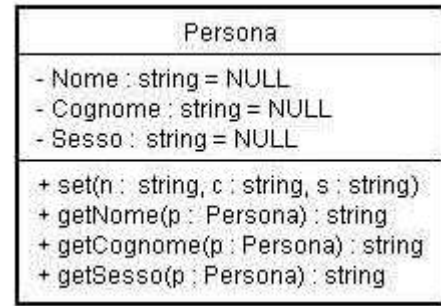 Persona
- Nome : string = NULL
- Cognome : string = NULL
- Sesso : string = NULL
+ set(n : string, c : string, s : string)
+ getNome(p : Persona) : string
+ getCognome(p : Persona) : string
+ getSesso(p : Persona) : string